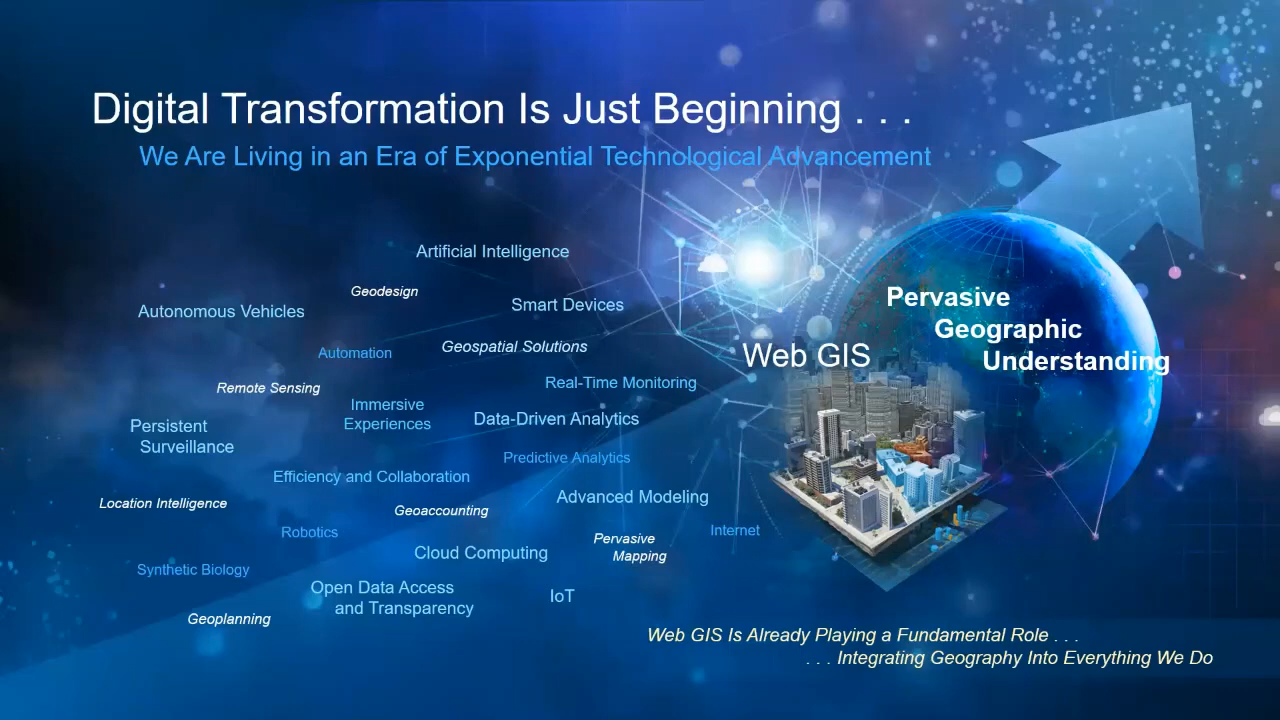 Digital Transformation Is Just Beginning . . .
We Are Living in an Era of Exponential Technological Advancement
Artificial Intelligence
Geodesign
Autonomous Vehicles
Smart Devices
Automation
Geospatial Solutions
Remote Sensing
Real-Time Monitoring
Immersive
Experiences
Data-Driven Analytics
Persistent
Surveillance
Predictive Analytics
Efficiency and Collaboration
Advanced Modeling
Location Intelligence
Geoaccounting
Robotics
Pervasive
Mapping
Internet
Cloud Computing
Synthetic Biology
Open Data Access
and Transparency
IoT
Geoplanning
Web GIS
Pervasive
Geographic
Understanding
Web GIS Is Already Playing a Fundamental Role . . .
. . . Integrating Geography Into Everything We Do